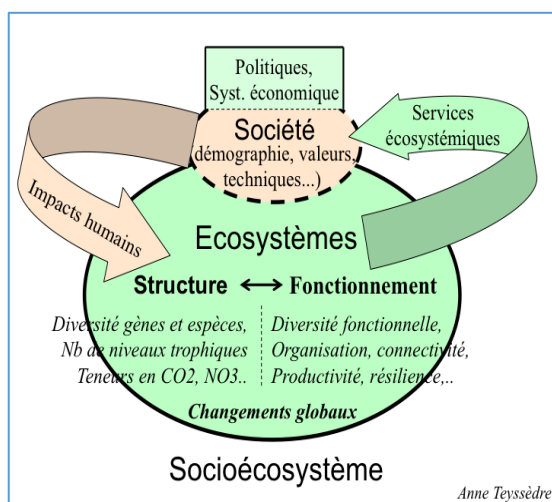 Politiques,
Syst. économique
Société
(démographie, valeurs,
techniques...)
Services
écosystémiques
Impacts humains
Ecosystèmes
Structure ↔ Fonctionnement
Diversité gènes et espèces,
Nb de niveaux trophiques
Teneurs en CO2, NO3..
Diversité fonctionnelle,
Organisation, connectivité,
Productivité, résilience,..
Changements globaux
Socioécosystème
Anne Teyssèdre